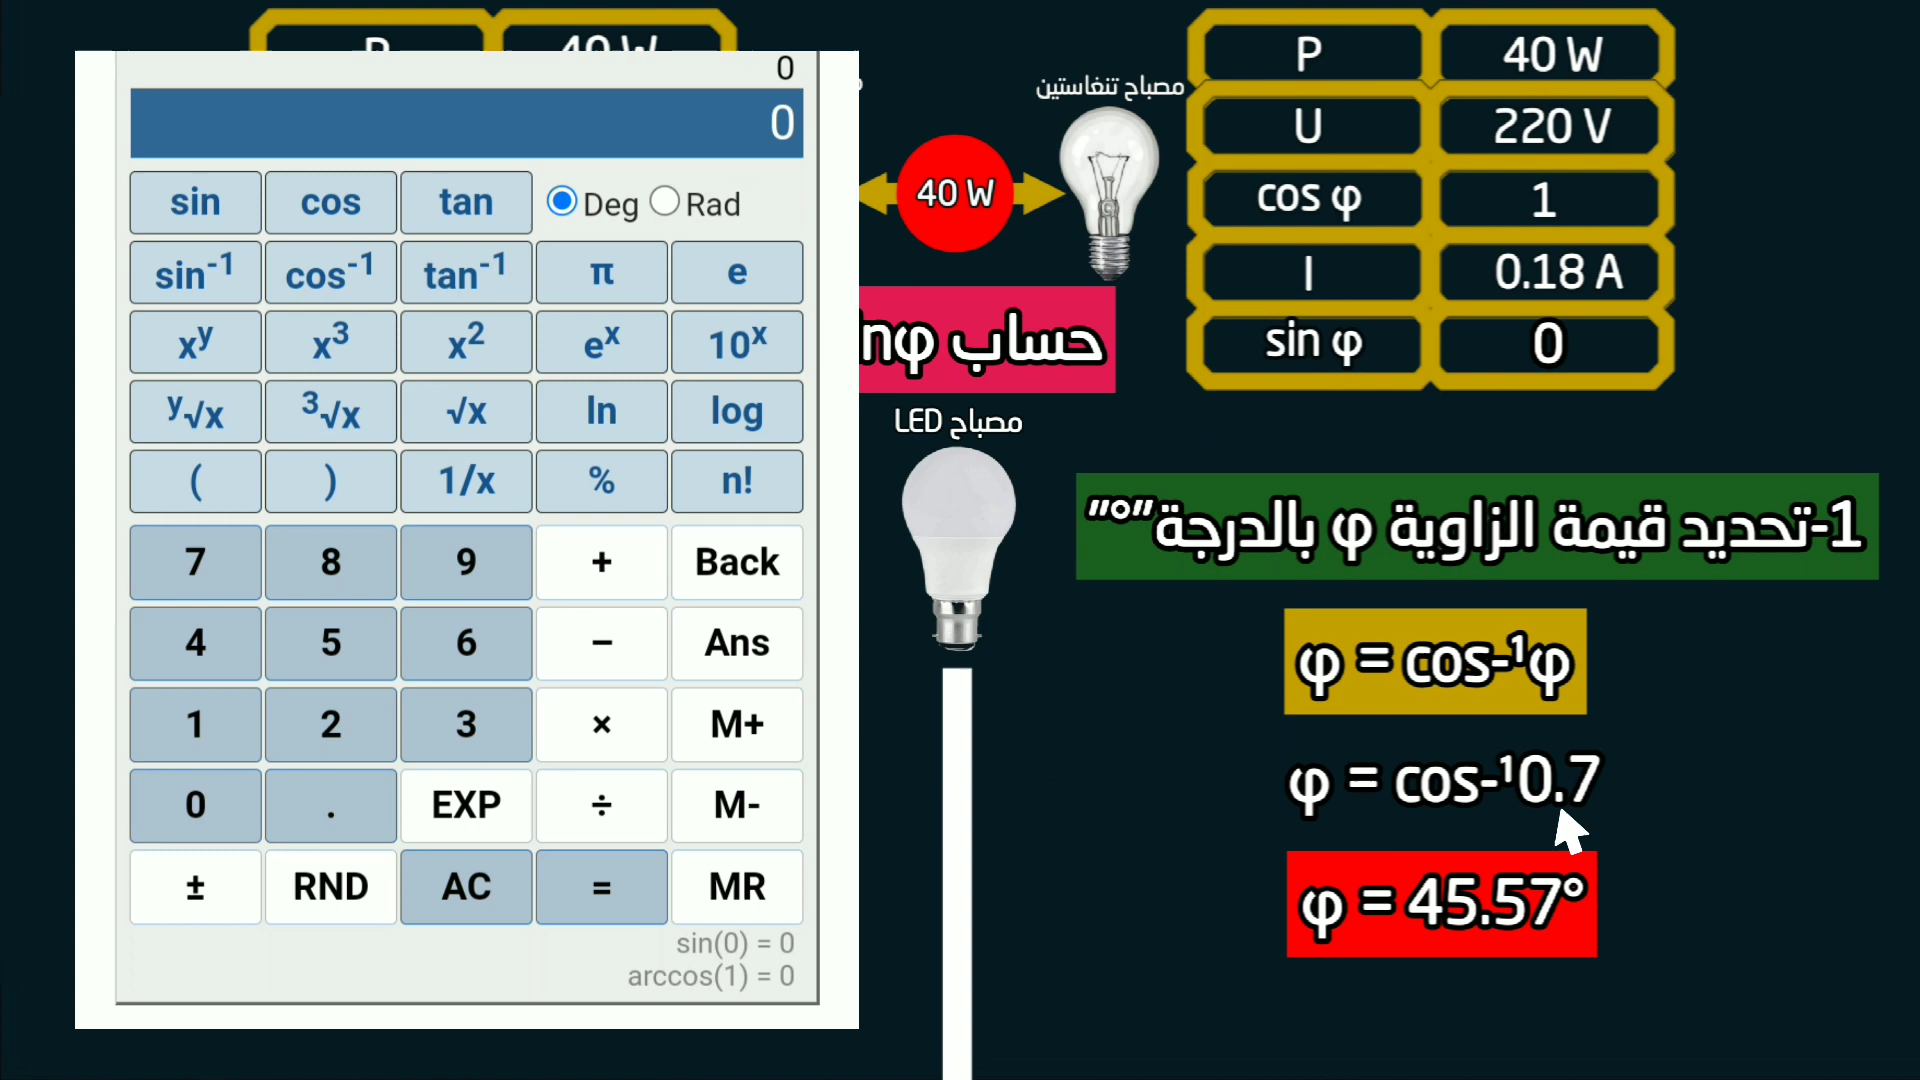 P 40 W
0
0
sin cos tan Deg Rad
sin⁻¹ cos⁻¹ tan⁻¹ π e
xʸ x³ x² eˣ 10ˣ
ʸ√x ³√x √x ln log
( ) 1/x % n!
7 8 9 + Back
4 5 6 − Ans
1 2 3 × M+
0 . EXP ÷ M-
± RND AC = MR
sin(0) = 0
arccos(1) = 0
مصباح تنغاستين
40 W
حساب nφ
مصباح LED
P 40 W
U 220 V
cos φ 1
I 0.18 A
sin φ 0
1-تحديد قيمة الزاوية φ بالدرجة"°"
φ = cos-¹φ
φ = cos-¹0.7
φ = 45.57°